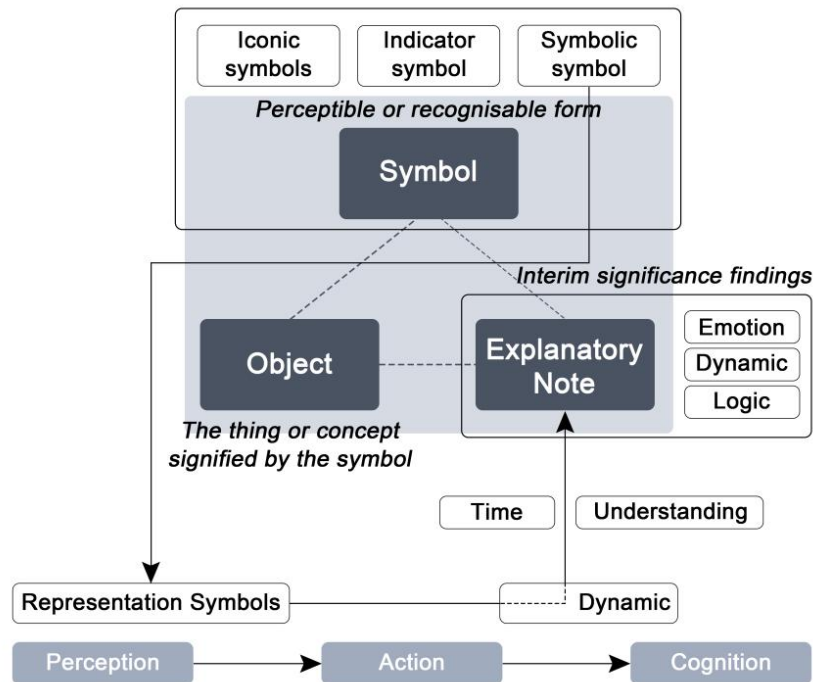 Iconic
symbols
Indicator
symbol
Symbolic
symbol
Perceptible or recognisable form
Symbol
Interim significance findings
Object
Explanatory
Note
Emotion
Dynamic
Logic
The thing or concept
signified by the symbol
Time
Understanding
Representation Symbols
Dynamic
Perception
Action
Cognition